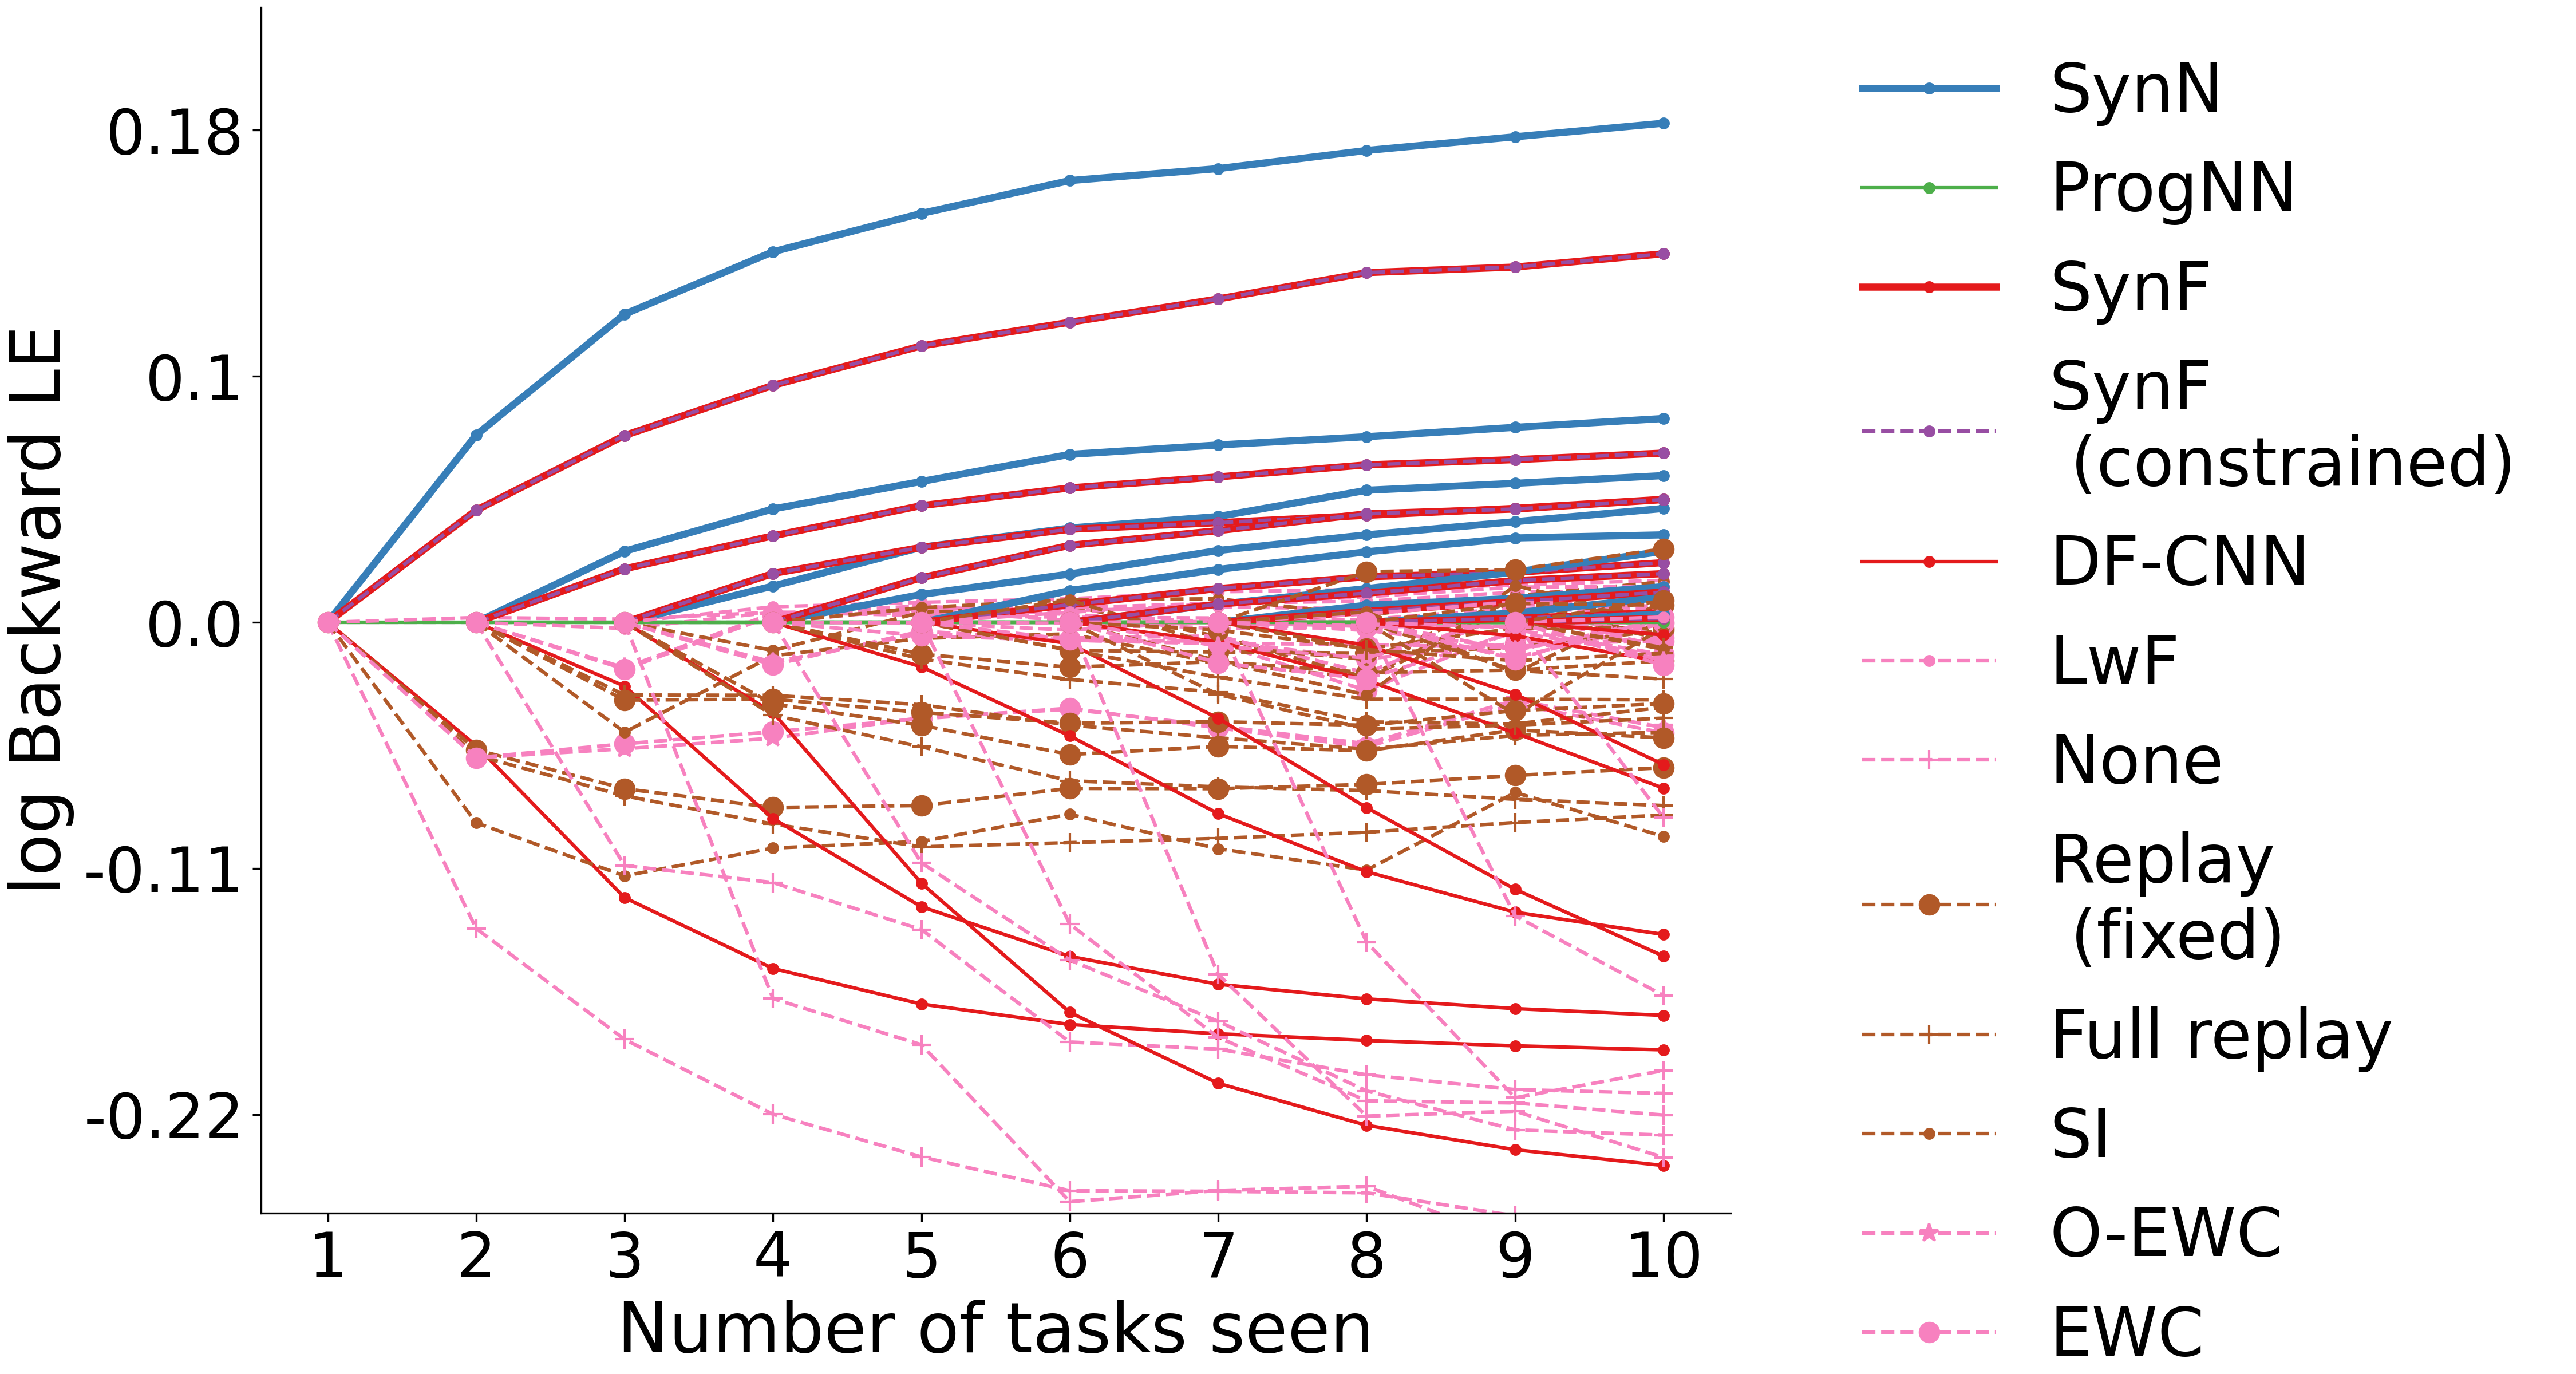 log Backward LE
0.18
0.1
0.0
-0.11
-0.22
1 2 3 4 5 6 7 8 9 10
Number of tasks seen
SynN
ProgNN
SynF
SynF
(constrained)
DF-CNN
LwF
None
Replay
(fixed)
Full replay
SI
O-EWC
EWC